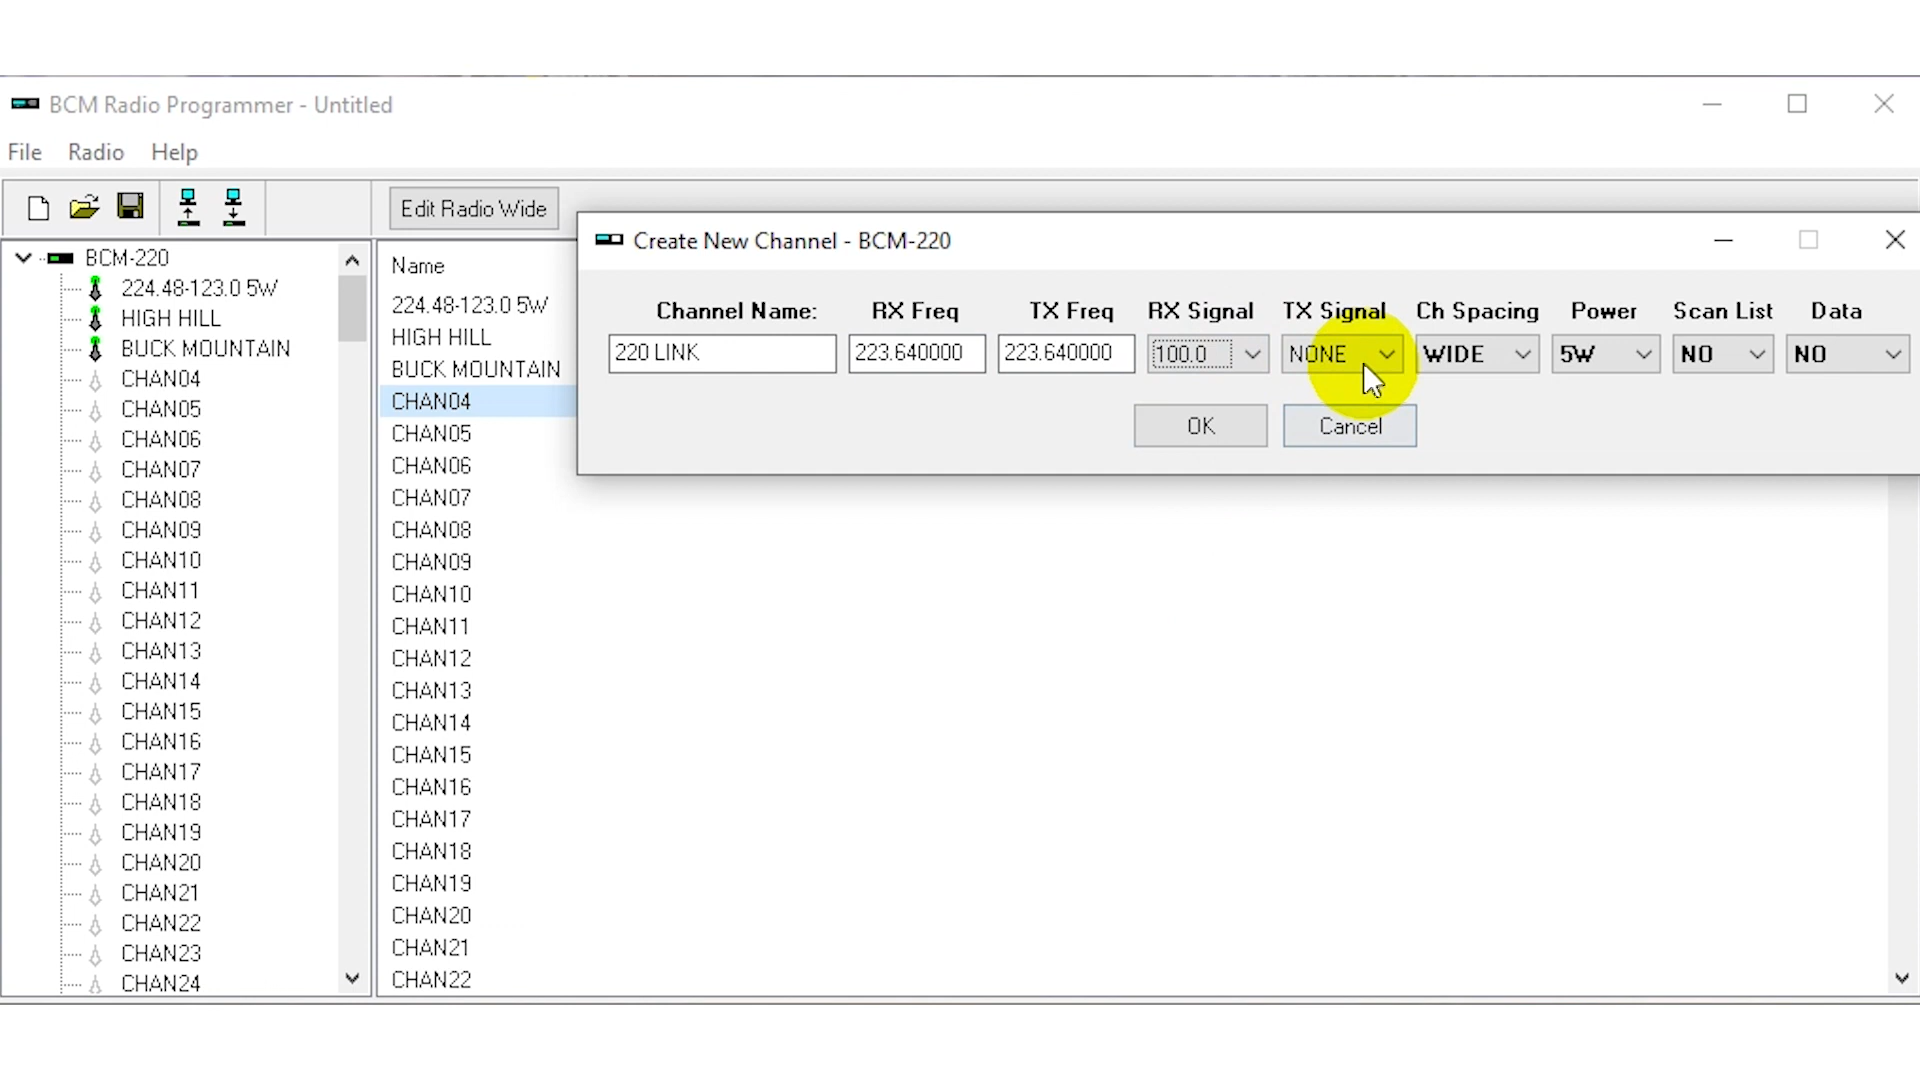 BCM Radio Programmer - Untitled
File Radio Help
Edit Radio Wide
BCM-220
224.48-123.0 5W
HIGH HILL
BUCK MOUNTAIN
CHAN04
CHAN05
CHAN06
CHAN07
CHAN08
CHAN09
CHAN10
CHAN11
CHAN12
CHAN13
CHAN14
CHAN15
CHAN16
CHAN17
CHAN18
CHAN19
CHAN20
CHAN21
CHAN22
CHAN23
CHAN24
Name
224.48-123.0 5W
HIGH HILL
BUCK MOUNTAIN
CHAN04
CHAN05
CHAN06
CHAN07
CHAN08
CHAN09
CHAN10
CHAN11
CHAN12
CHAN13
CHAN14
CHAN15
CHAN16
CHAN17
CHAN18
CHAN19
CHAN20
CHAN21
CHAN22
Create New Channel - BCM-220
Channel Name: RX Freq TX Freq RX Signal TX Signal Ch Spacing Power Scan List Data
220 LINK 223.640000 223.640000 100.0 NONE WIDE 5W NO NO
OK Cancel